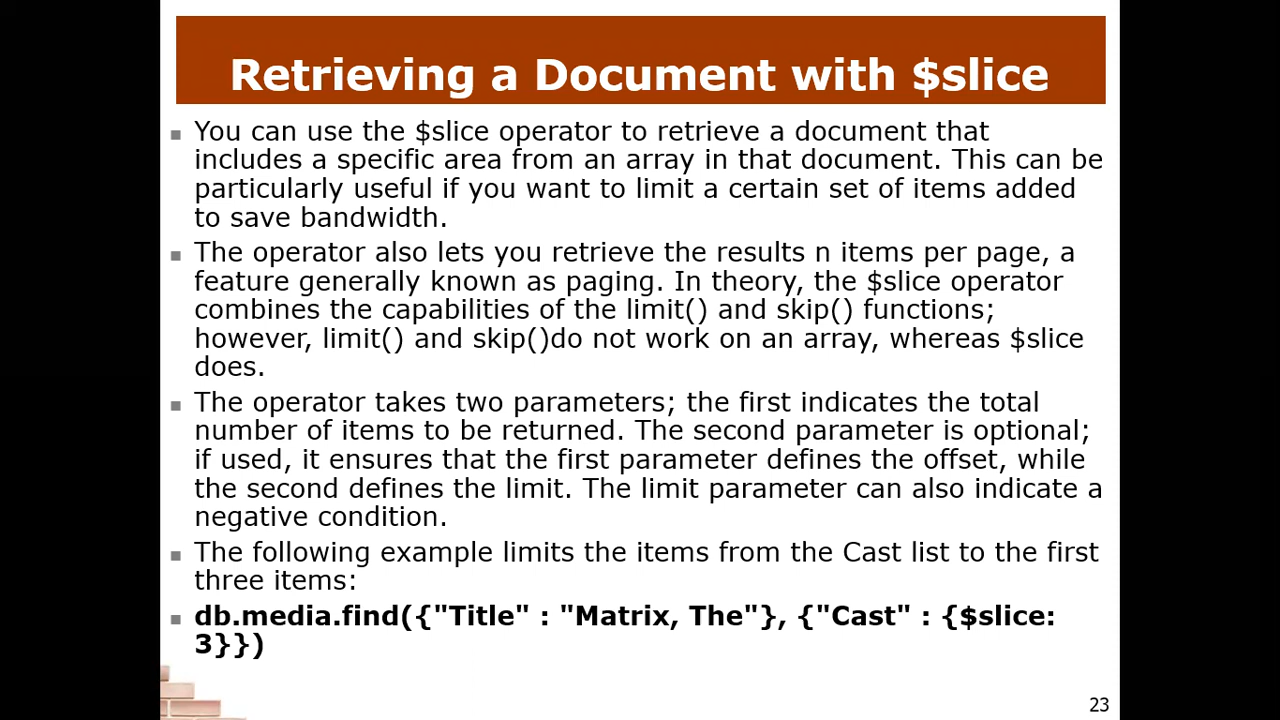 Retrieving a Document with $slice
You can use the $slice operator to retrieve a document that
includes a specific area from an array in that document. This can be
particularly useful if you want to limit a certain set of items added
to save bandwidth.
The operator also lets you retrieve the results n items per page, a
feature generally known as paging. In theory, the $slice operator
combines the capabilities of the limit() and skip() functions;
however, limit() and skip()do not work on an array, whereas $slice
does.
The operator takes two parameters; the first indicates the total
number of items to be returned. The second parameter is optional;
if used, it ensures that the first parameter defines the offset, while
the second defines the limit. The limit parameter can also indicate a
negative condition.
The following example limits the items from the Cast list to the first
three items:
db.media.find({"Title" : "Matrix, The"}, {"Cast" : {$slice:
3}})
23